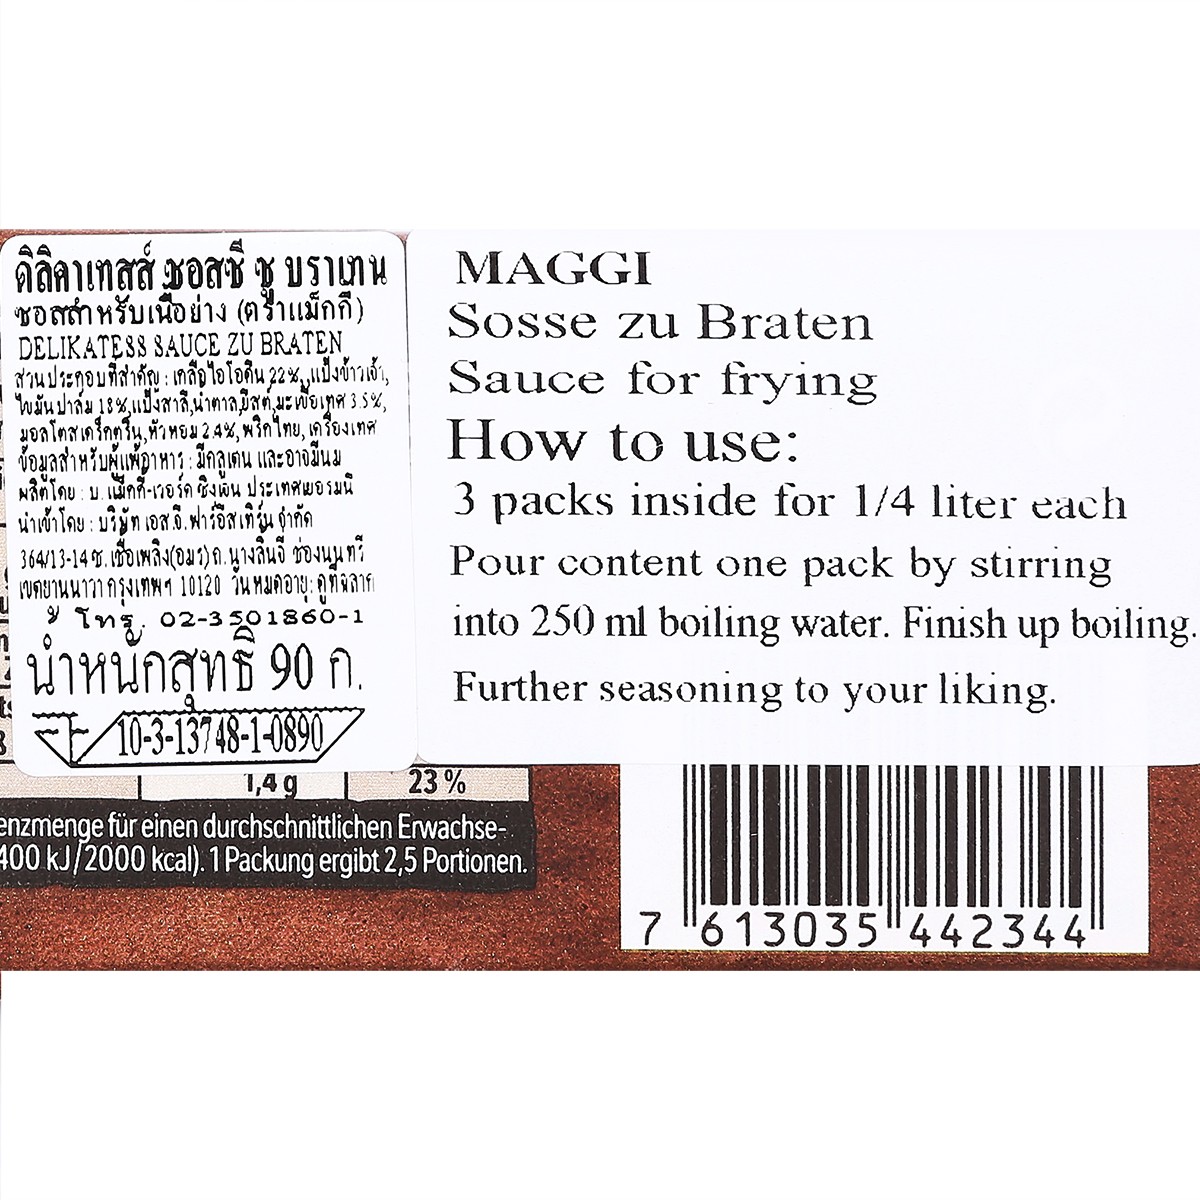 ดิลิคาเทสส์ ซอสซี ซู บราเทน
ซอสสำหรับเนื้อย่าง (ตราแม็กกี้)
DELIKATESS SAUCE ZU BRATEN
ส่วนประกอบที่สำคัญ : เกลือไอโอดีน 22%, แป้งข้าวเจ้า,
ไขมันปาล์ม 18%, แป้งสาลี, น้ำตาล, ยีสต์, มะเขือเทศ 3.5%,
มอลโตสเด็คตริน, หัวหอม 2.4%, พริกไทย, เครื่องเทศ
ข้อมูลสำหรับผู้แพ้อาหาร : มีกลูเตน และอาจมีนม
ผลิตโดย : บ. แม็กกี้-เวอร์ค ซิงเงน ประเทศเยอรมนี
นำเข้าโดย : บริษัท เอส.อี. ฟาร์อีสเทิร์น จำกัด
364/13-14 ซ. เชื้อเพลิง(อมร) ถ. นางลิ้นจี่ ช่องนนทรี
เขตยานนาวา กรุงเทพฯ 10120 วันหมดอายุ: ดูที่ฉลาก
โทร. 02-3501860-1
น้ำหนักสุทธิ 90 ก.
10-3-13748-1-0890
MAGGI
Sosse zu Braten
Sauce for frying
How to use:
3 packs inside for 1/4 liter each
Pour content one pack by stirring
into 250 ml boiling water. Finish up boiling.
Further seasoning to your liking.
1,4 g 23 %
enzmenge für einen durchschnittlichen Erwachse-
400 kJ/2000 kcal). 1 Packung ergibt 2,5 Portionen.
7 613035 442344